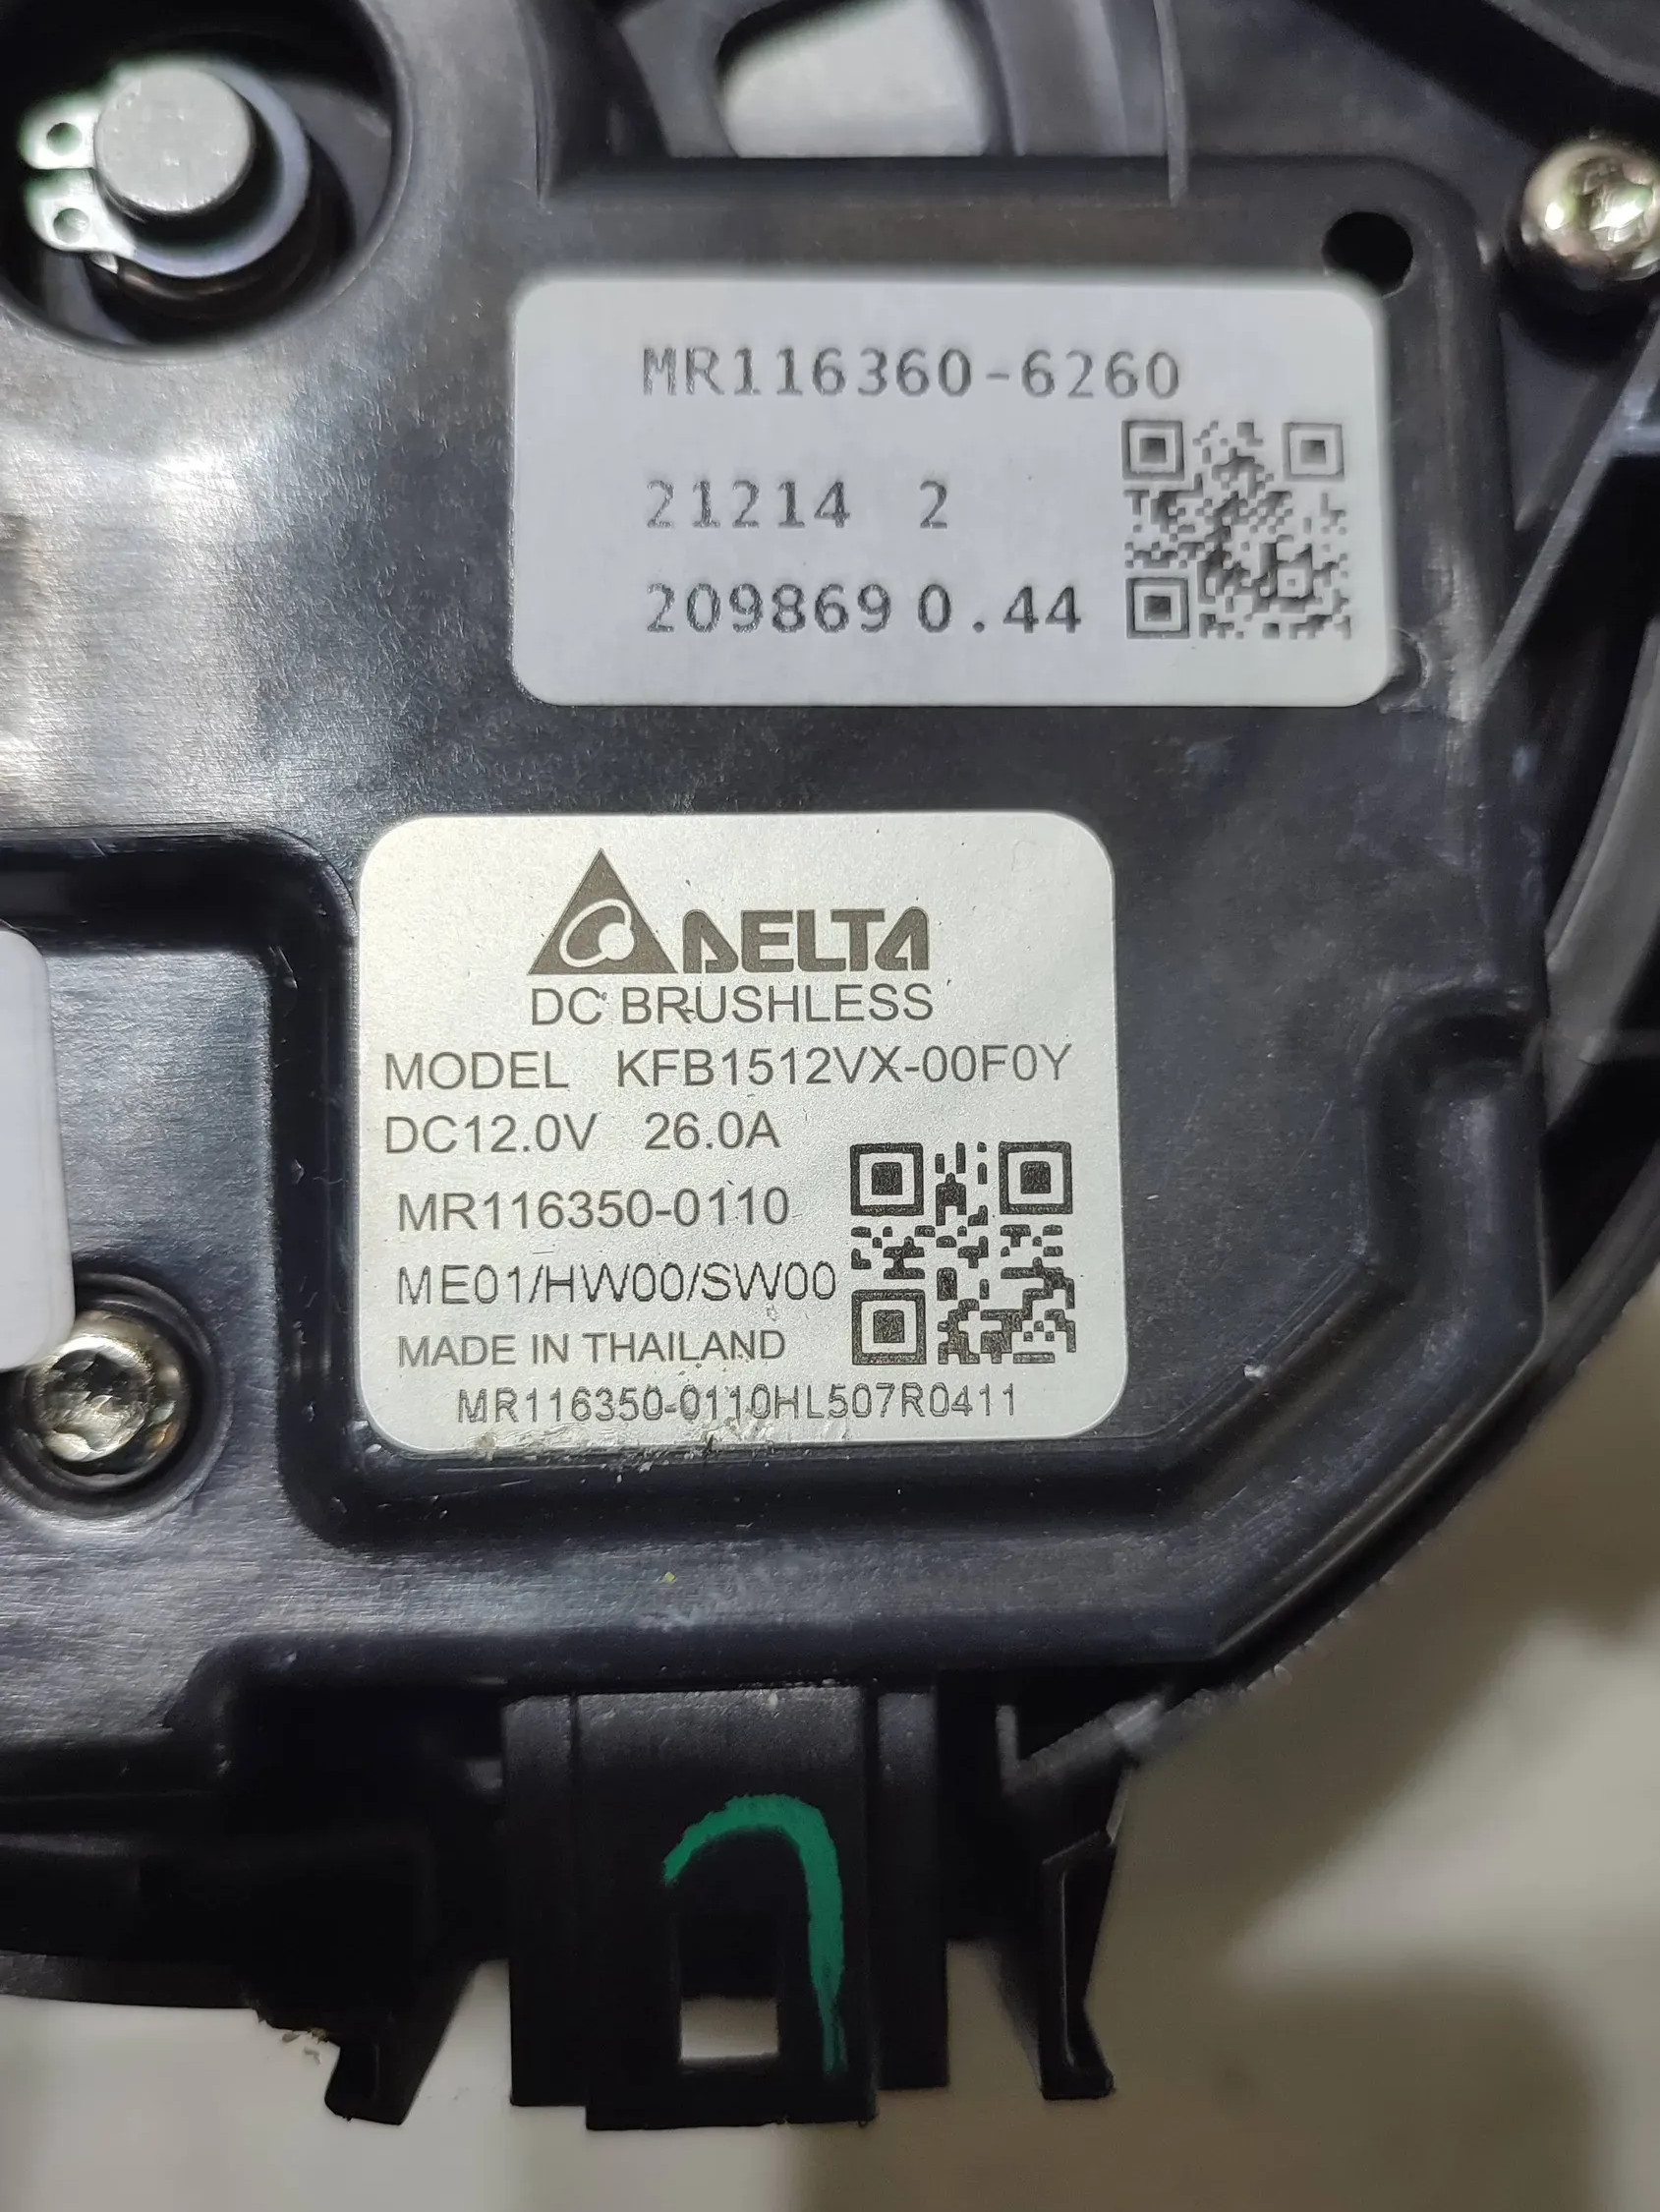 MR116360-6260
21214 2
209869 0.44
DELTA
DC BRUSHLESS
MODEL KFB1512VX-00F0Y
DC12.0V 26.0A
MR116350-0110
ME01/HW00/SW00
MADE IN THAILAND
MR116350-0110HL507R0411